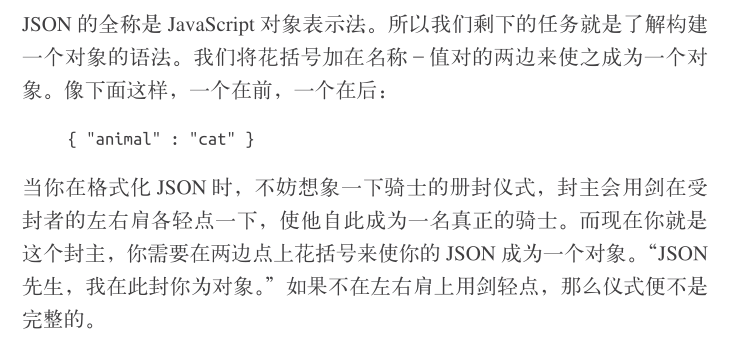 JSON 的全称是 JavaScript 对象表示法。所以我们剩下的任务就是了解构建
一个对象的语法。我们将花括号加在名称 – 值对的两边来使之成为一个对
象。像下面这样，一个在前，一个在后：
{ "animal" : "cat" }
当你在格式化 JSON 时，不妨想象一下骑士的册封仪式，封主会用剑在受
封者的左右肩各轻点一下，使他自此成为一名真正的骑士。而现在你就是
这个封主，你需要在两边点上花括号来使你的 JSON 成为一个对象。“JSON
先生，我在此封你为对象。”如果不在左右肩上用剑轻点，那么仪式便不是
完整的。